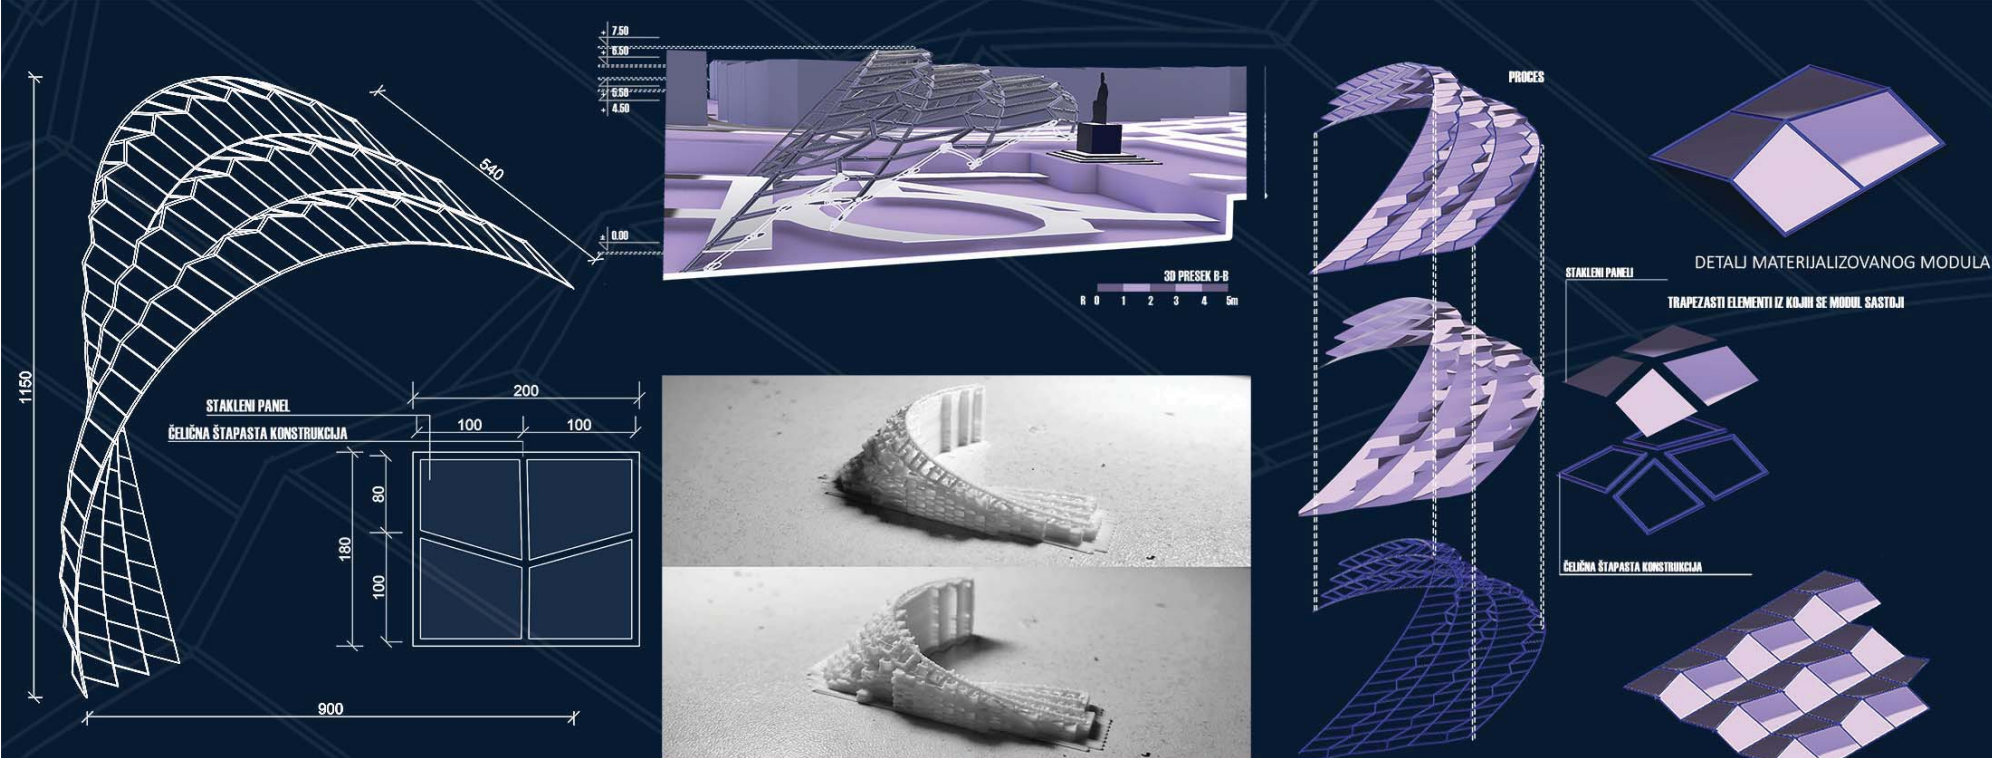 1150
540
900
STAKLENI PANEL
ČELIČNA ŠTAPASTA KONSTRUKCIJA
200
100
100
80
180
100
+ 7.50
+ 6.50
+ 5.50
+ 4.50
± 0.00
3D PRESEK B-B
R 0 1 2 3 4 5m
PROCES
DETALJ MATERIJALIZOVANOG MODULA
STAKLENI PANELI
TRAPEZASTI ELEMENTI IZ KOJIH SE MODUL SASTOJI
ČELIČNA ŠTAPASTA KONSTRUKCIJA